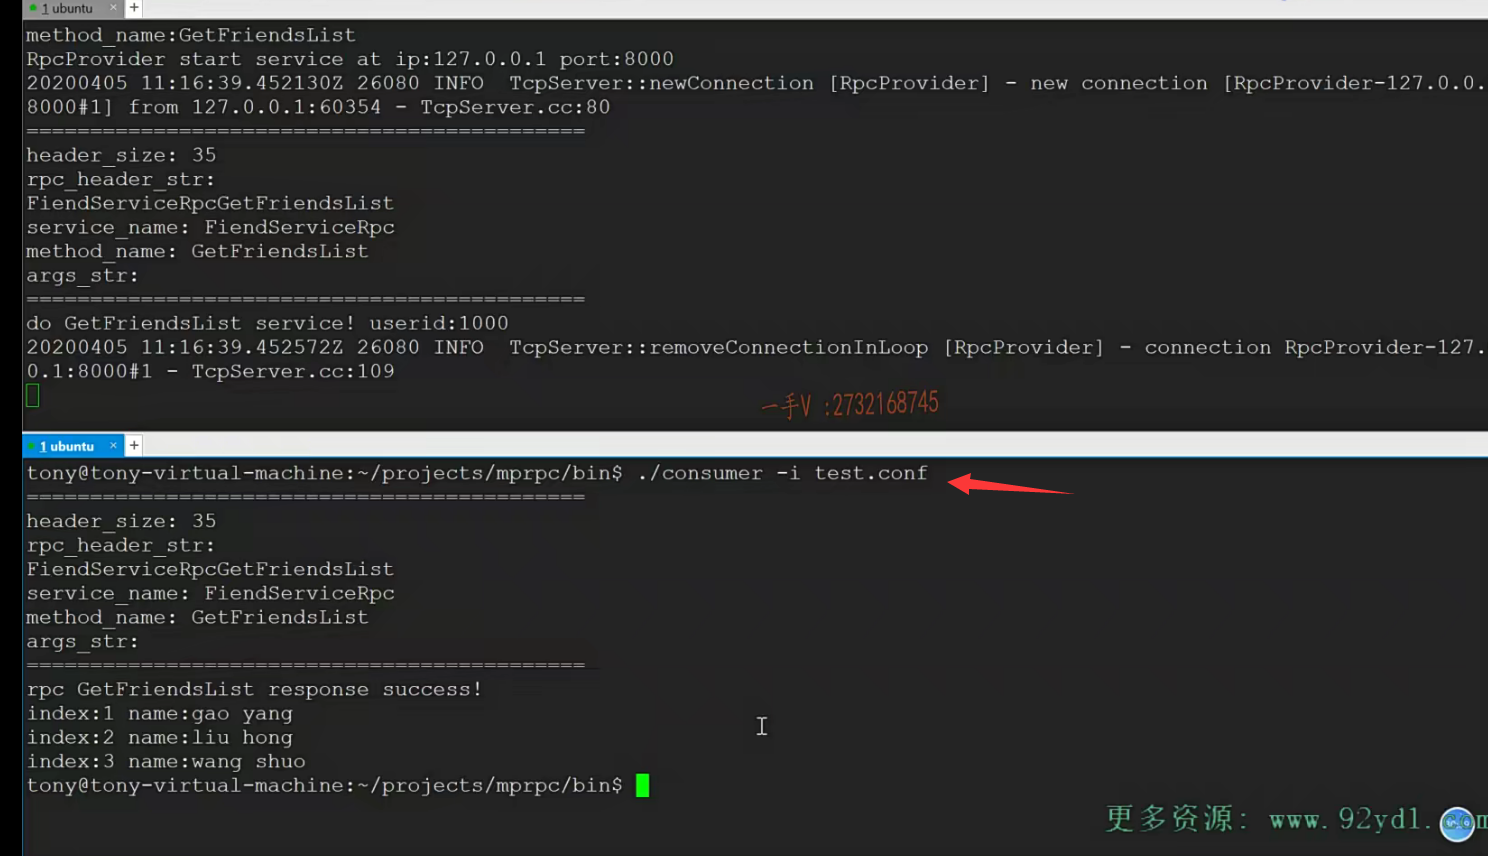 1 ubuntu × +
method_name:GetFriendsList
RpcProvider start service at ip:127.0.0.1 port:8000
20200405 11:16:39.452130Z 26080 INFO  TcpServer::newConnection [RpcProvider] - new connection [RpcProvider-127.0.0.
8000#1] from 127.0.0.1:60354 - TcpServer.cc:80
============================================
header_size: 35
rpc_header_str:
FiendServiceRpcGetFriendsList
service_name: FiendServiceRpc
method_name: GetFriendsList
args_str:
============================================
do GetFriendsList service! userid:1000
20200405 11:16:39.452572Z 26080 INFO  TcpServer::removeConnectionInLoop [RpcProvider] - connection RpcProvider-127.
0.1:8000#1 - TcpServer.cc:109
一手V :2732168745
1 ubuntu × +
tony@tony-virtual-machine:~/projects/mprpc/bin$ ./consumer -i test.conf
============================================
header_size: 35
rpc_header_str:
FiendServiceRpcGetFriendsList
service_name: FiendServiceRpc
method_name: GetFriendsList
args_str:
============================================
rpc GetFriendsList response success!
index:1 name:gao yang
index:2 name:liu hong
index:3 name:wang shuo
tony@tony-virtual-machine:~/projects/mprpc/bin$
更多资源: www.92ydl.com